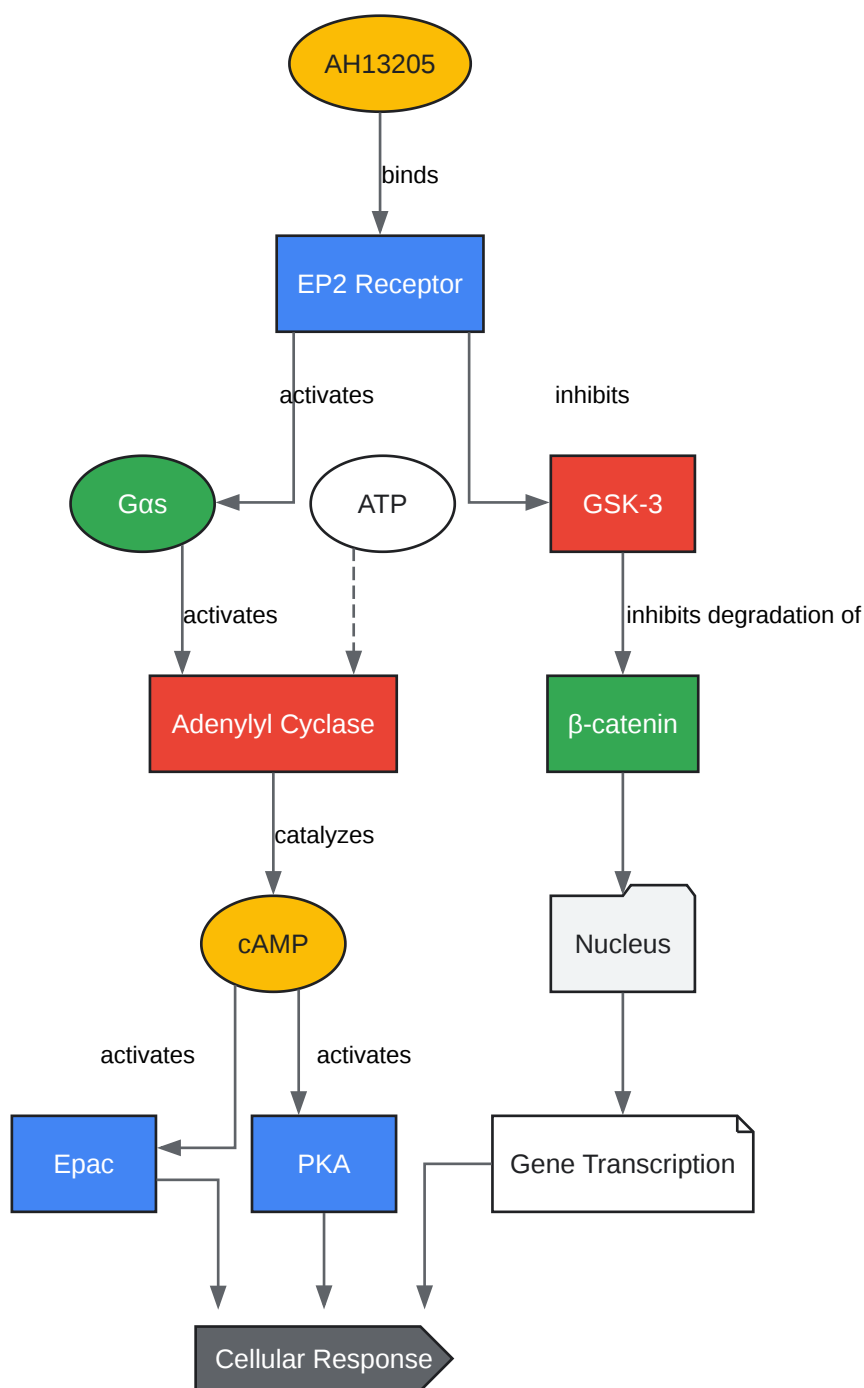 AH13205
binds
EP2 Receptor
activates
inhibits
Gαs
ATP
GSK-3
activates
inhibits degradation of
Adenylyl Cyclase
β-catenin
catalyzes
cAMP
Nucleus
activates
activates
Epac
PKA
Gene Transcription
Cellular Response